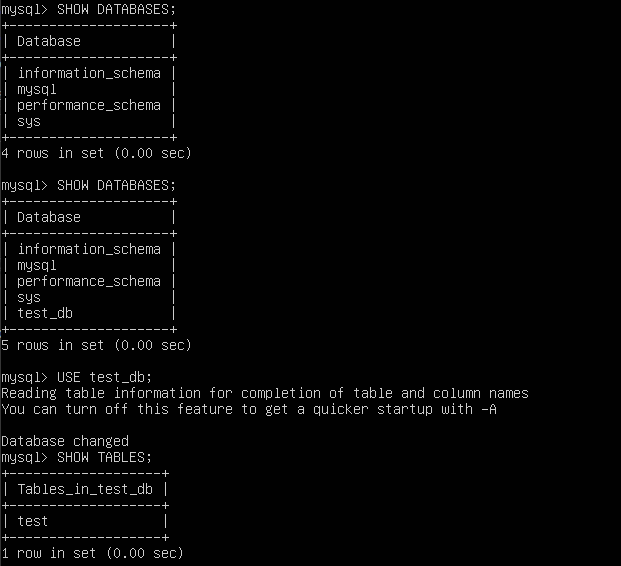 mysql> SHOW DATABASES;
+--------------------+
| Database           |
+--------------------+
| information_schema |
| mysql              |
| performance_schema |
| sys                |
+--------------------+
4 rows in set (0.00 sec)

mysql> SHOW DATABASES;
+--------------------+
| Database           |
+--------------------+
| information_schema |
| mysql              |
| performance_schema |
| sys                |
| test_db            |
+--------------------+
5 rows in set (0.00 sec)

mysql> USE test_db;
Reading table information for completion of table and column names
You can turn off this feature to get a quicker startup with -A

Database changed
mysql> SHOW TABLES;
+-------------------+
| Tables_in_test_db |
+-------------------+
| test              |
+-------------------+
1 row in set (0.00 sec)